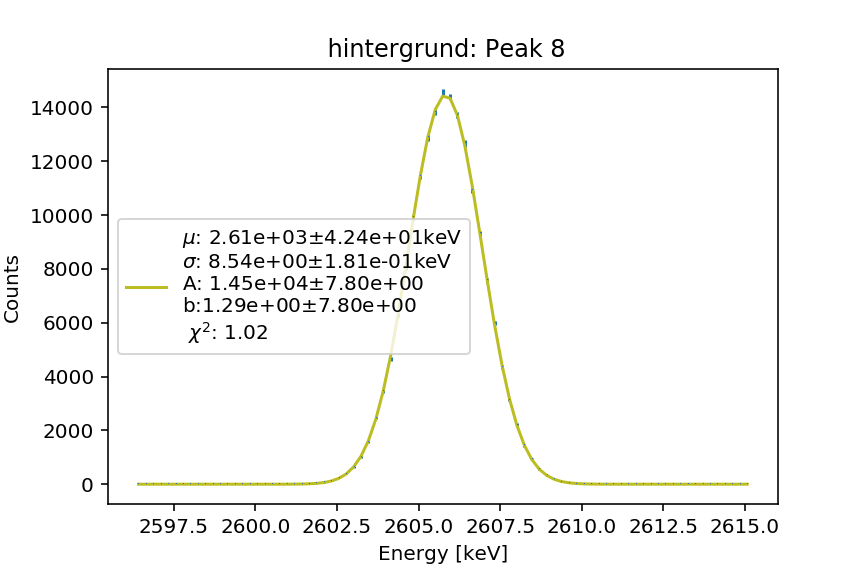 hintergrund: Peak 8
14000
12000
10000
8000
6000
4000
2000
0
Counts
μ: 2.61e+03±4.24e+01keV
σ: 8.54e+00±1.81e-01keV
A: 1.45e+04±7.80e+00
b:1.29e+00±7.80e+00
χ²: 1.02
2597.5 2600.0 2602.5 2605.0 2607.5 2610.0 2612.5 2615.0
Energy [keV]